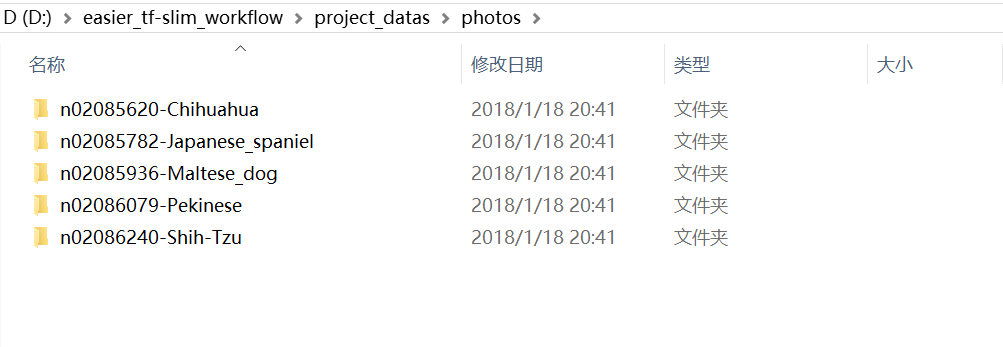 D (D:) > easier_tf-slim_workflow > project_datas > photos >
名称 修改日期 类型 大小
n02085620-Chihuahua 2018/1/18 20:41 文件夹
n02085782-Japanese_spaniel 2018/1/18 20:41 文件夹
n02085936-Maltese_dog 2018/1/18 20:41 文件夹
n02086079-Pekinese 2018/1/18 20:41 文件夹
n02086240-Shih-Tzu 2018/1/18 20:41 文件夹